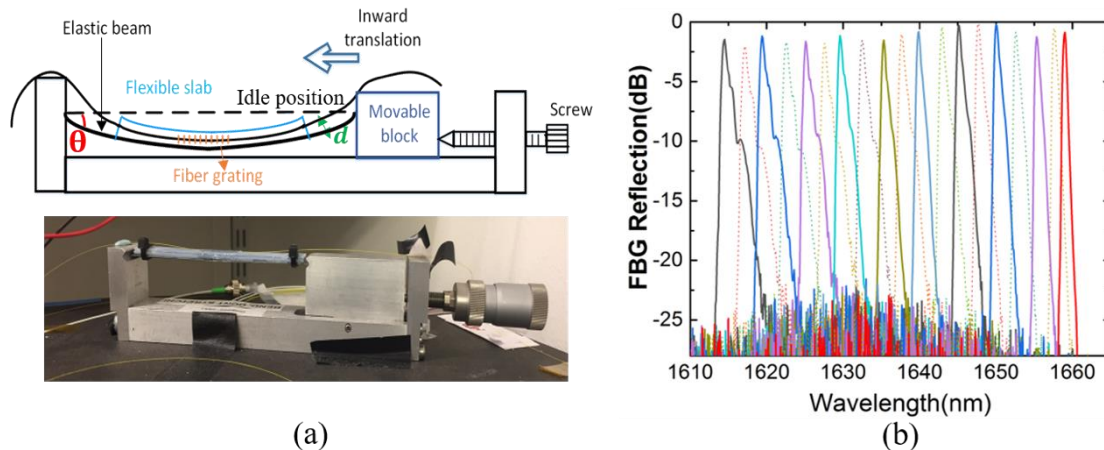 Elastic beam
Inward
translation
Flexible slab
Idle position
θ
d
Movable
block
Screw
Fiber grating
(a)
FBG Reflection(dB)
0
-5
-10
-15
-20
-25
1610
1620
1630
1640
1650
1660
Wavelength(nm)
(b)